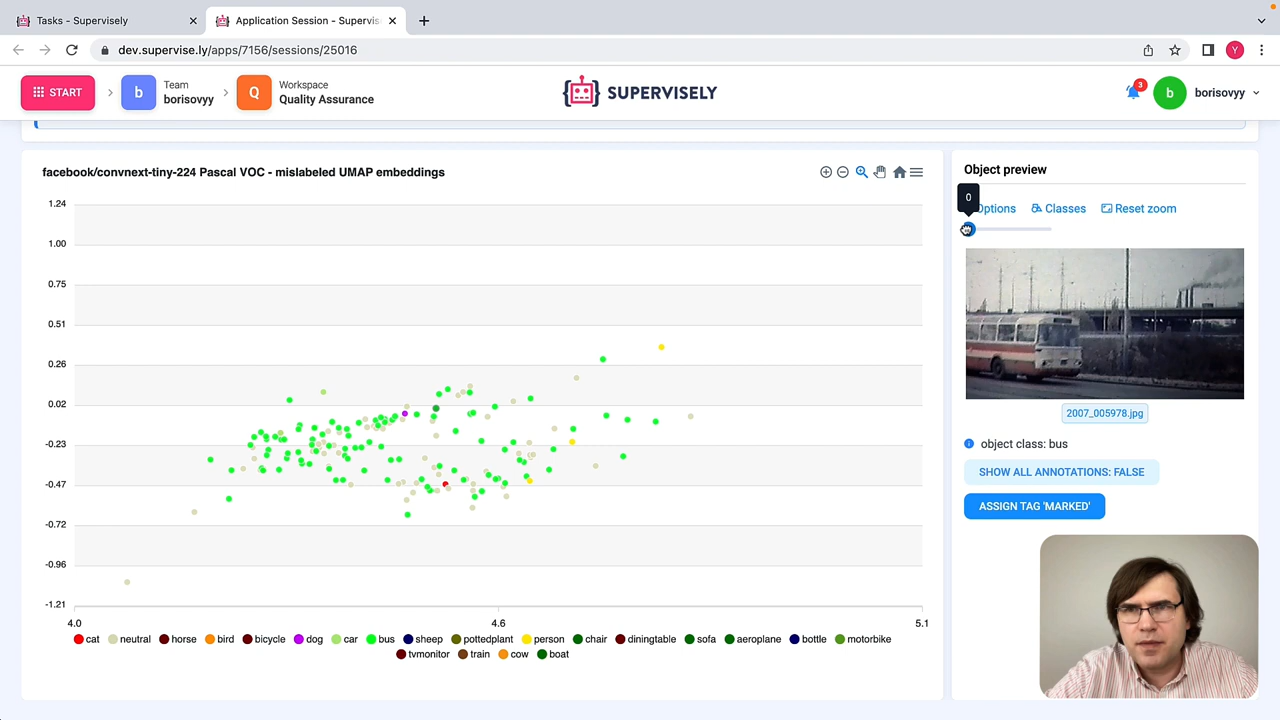 Tasks - Supervisely
Application Session - Supervis
dev.supervise.ly/apps/7156/sessions/25016
Y
START
b
Team
borisovyy
Q
Workspace
Quality Assurance
SUPERVISELY
3
b
borisovyy
facebook/convnext-tiny-224 Pascal VOC - mislabeled UMAP embeddings
1.24
1.00
0.75
0.51
0.26
0.02
-0.23
-0.47
-0.72
-0.96
-1.21
4.0
4.6
5.1
cat neutral horse bird bicycle dog car bus sheep pottedplant person chair diningtable sofa aeroplane bottle motorbike
tvmonitor train cow boat
Object preview
0
Options Classes Reset zoom
2007_005978.jpg
object class: bus
SHOW ALL ANNOTATIONS: FALSE
ASSIGN TAG 'MARKED'